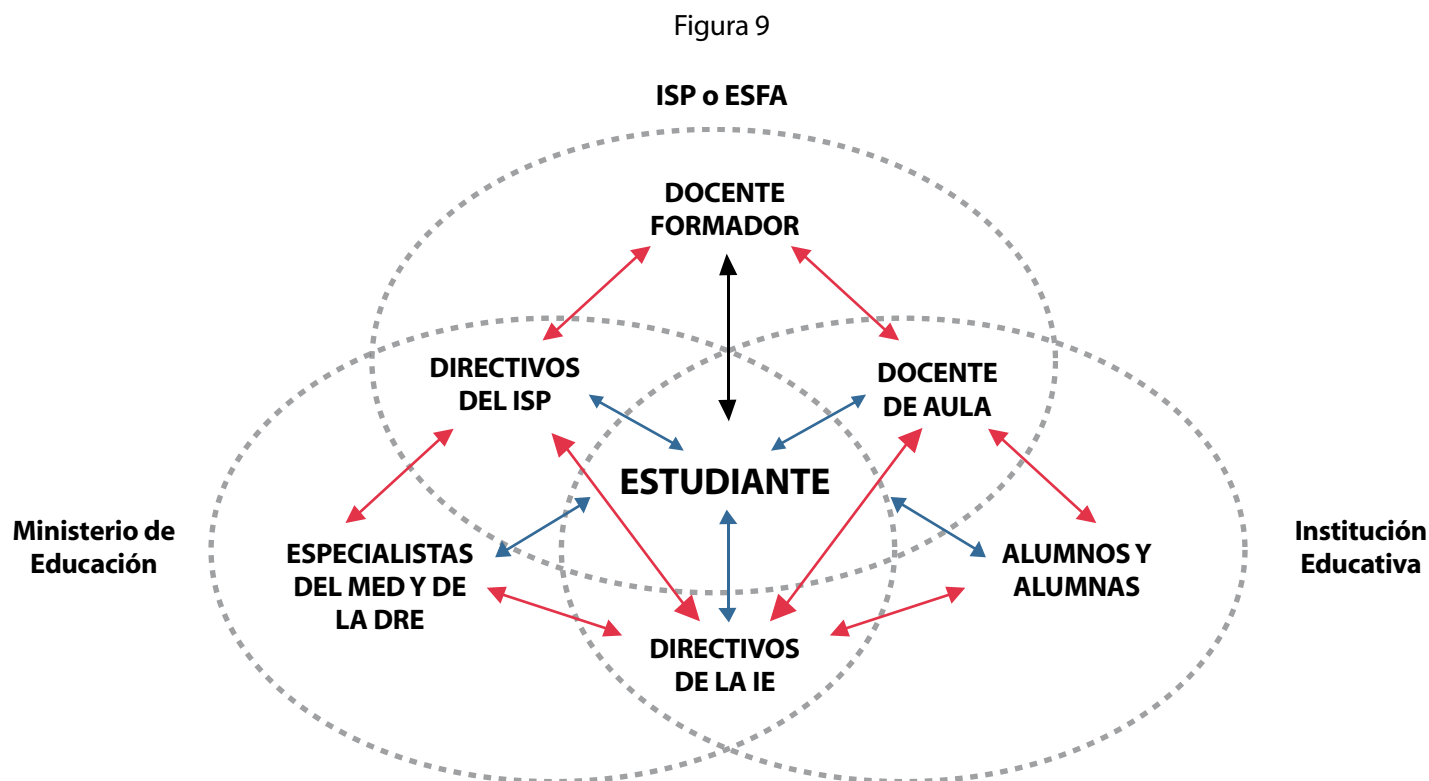 Figura 9
ISP o ESFA
DOCENTE
FORMADOR
DIRECTIVOS
DEL ISP
DOCENTE
DE AULA
ESTUDIANTE
Ministerio de
Educación
ESPECIALISTAS
DEL MED Y DE
LA DRE
ALUMNOS Y
ALUMNAS
Institución
Educativa
DIRECTIVOS
DE LA IE